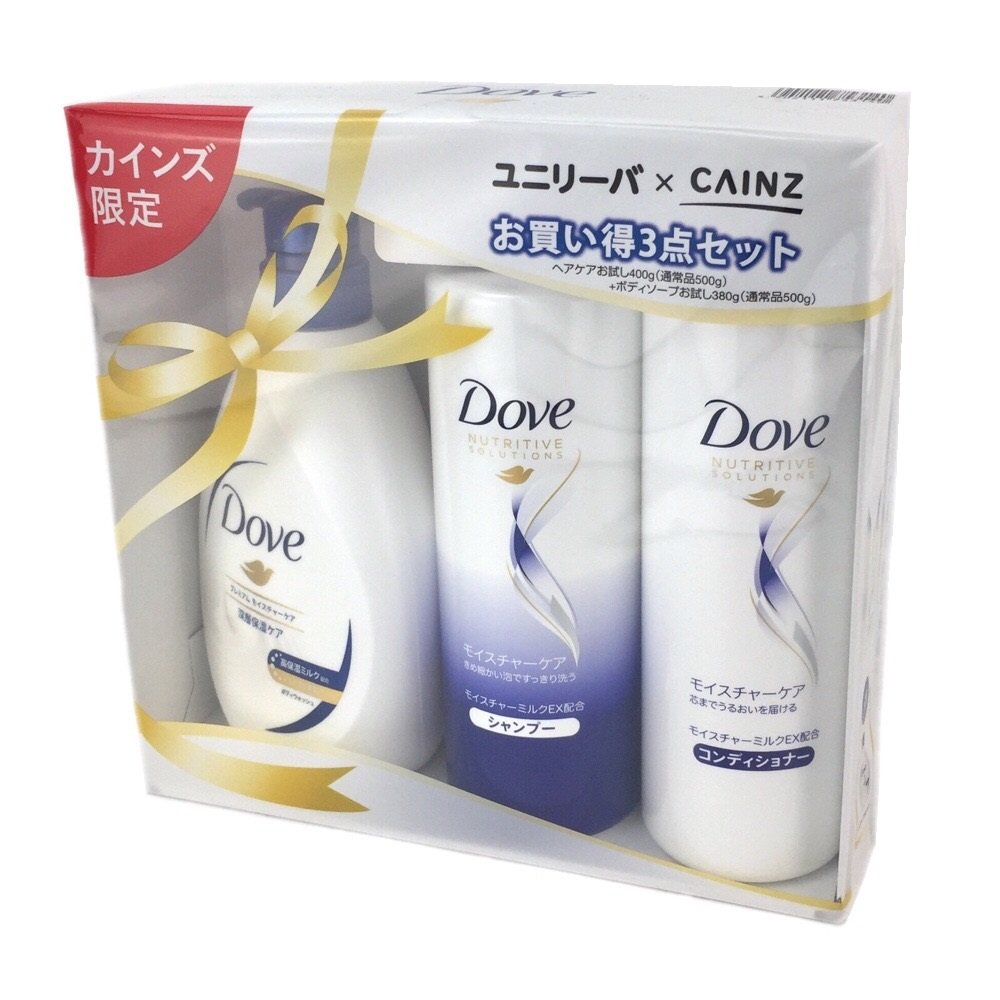 Dove
カインズ
限定
ユニリーバ × CAINZ
お買い得3点セット
ヘアケアお試し400g(通常品500g)
+ボディソープお試し380g(通常品500g)
Dove
プレミアム モイスチャーケア
深層保湿ケア
高保湿ミルク配合
ボディウォッシュ
Dove
NUTRITIVE
SOLUTIONS
モイスチャーケア
きめ細かい泡ですっきり洗う
モイスチャーミルクEX配合
シャンプー
Dove
NUTRITIVE
SOLUTIONS
モイスチャーケア
芯までうるおいを届ける
モイスチャーミルクEX配合
コンディショナー